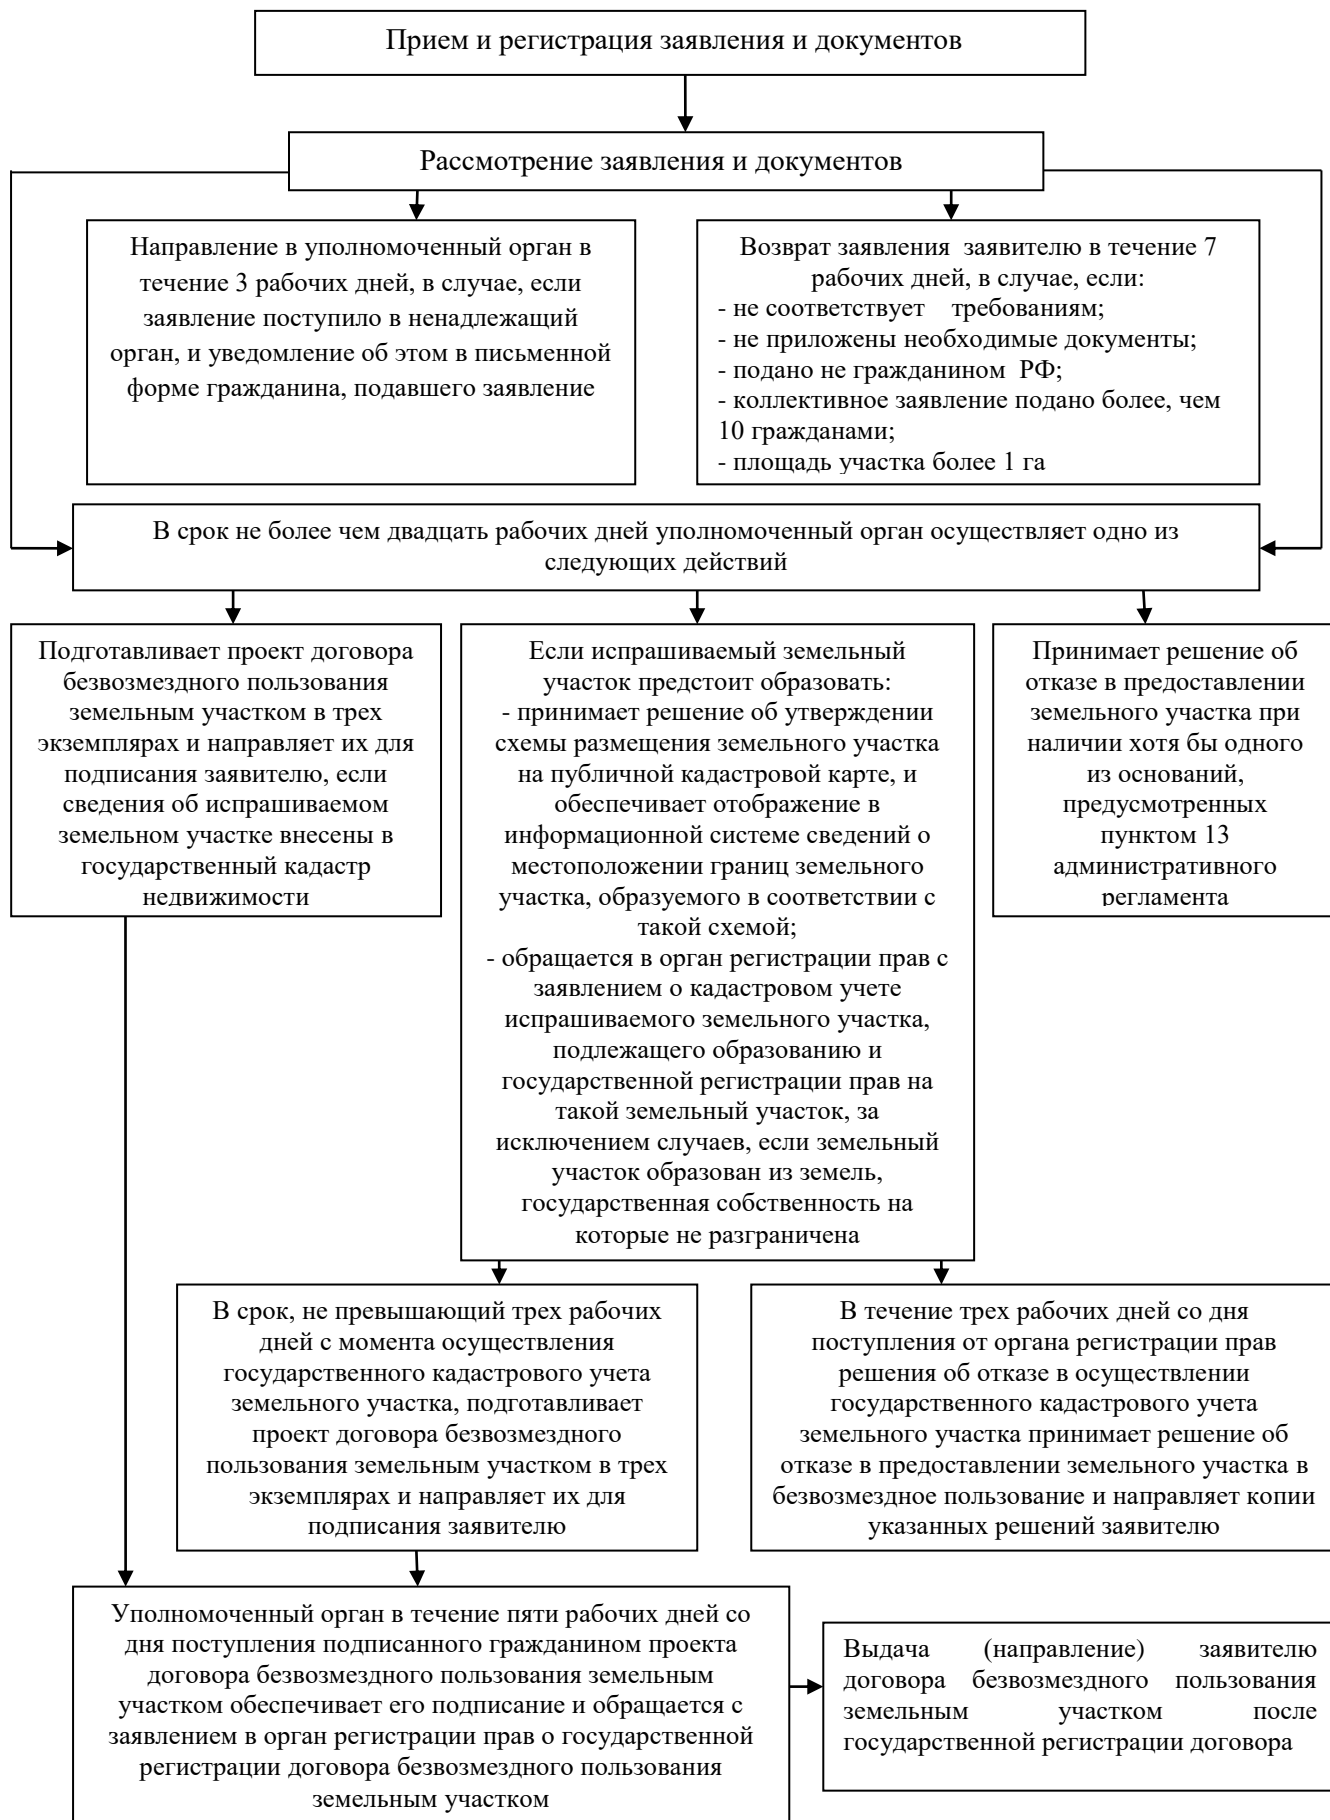 Прием и регистрация заявления и документов
Рассмотрение заявления и документов
Направление в уполномоченный орган в
течение 3 рабочих дней, в случае, если
заявление поступило в ненадлежащий
орган, и уведомление об этом в письменной
форме гражданина, подавшего заявление
Возврат заявления заявителю в течение 7
рабочих дней, в случае, если:
- не соответствует требованиям;
- не приложены необходимые документы;
- подано не гражданином РФ;
- коллективное заявление подано более, чем
10 гражданами;
- площадь участка более 1 га
В срок не более чем двадцать рабочих дней уполномоченный орган осуществляет одно из
следующих действий
Подготавливает проект договора
безвозмездного пользования
земельным участком в трех
экземплярах и направляет их для
подписания заявителю, если
сведения об испрашиваемом
земельном участке внесены в
государственный кадастр
недвижимости
Если испрашиваемый земельный
участок предстоит образовать:
- принимает решение об утверждении
схемы размещения земельного участка
на публичной кадастровой карте, и
обеспечивает отображение в
информационной системе сведений о
местоположении границ земельного
участка, образуемого в соответствии с
такой схемой;
- обращается в орган регистрации прав с
заявлением о кадастровом учете
испрашиваемого земельного участка,
подлежащего образованию и
государственной регистрации прав на
такой земельный участок, за
исключением случаев, если земельный
участок образован из земель,
государственная собственность на
которые не разграничена
Принимает решение об
отказе в предоставлении
земельного участка при
наличии хотя бы одного
из оснований,
предусмотренных
пунктом 13
административного
регламента
В срок, не превышающий трех рабочих
дней с момента осуществления
государственного кадастрового учета
земельного участка, подготавливает
проект договора безвозмездного
пользования земельным участком в трех
экземплярах и направляет их для
подписания заявителю
В течение трех рабочих дней со дня
поступления от органа регистрации прав
решения об отказе в осуществлении
государственного кадастрового учета
земельного участка принимает решение об
отказе в предоставлении земельного участка в
безвозмездное пользование и направляет копии
указанных решений заявителю
Уполномоченный орган в течение пяти рабочих дней со
дня поступления подписанного гражданином проекта
договора безвозмездного пользования земельным
участком обеспечивает его подписание и обращается с
заявлением в орган регистрации прав о государственной
регистрации договора безвозмездного пользования
земельным участком
Выдача (направление) заявителю
договора безвозмездного пользования
земельным участком после
государственной регистрации договора